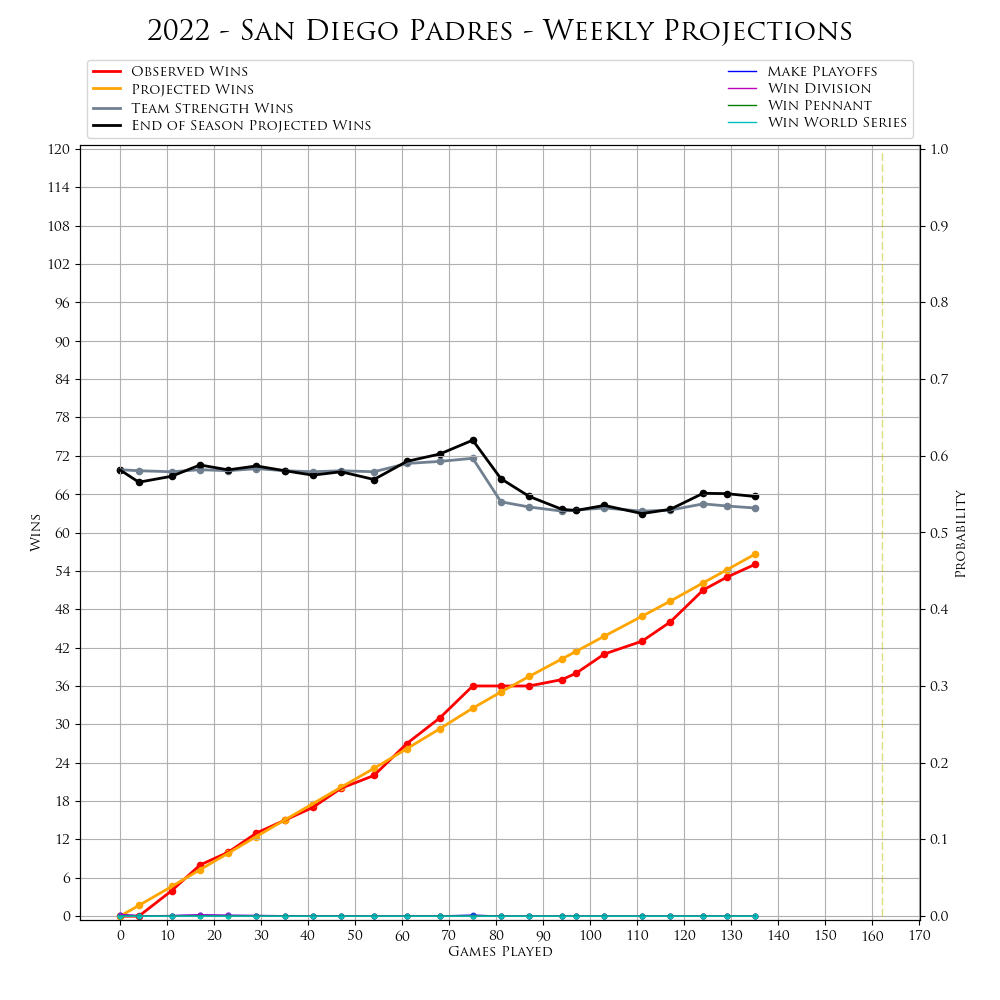 2022 - San Diego Padres - Weekly Projections
Observed Wins
Projected Wins
Team Strength Wins
End of Season Projected Wins
Make Playoffs
Win Division
Win Pennant
Win World Series
120
114
108
102
96
90
84
78
72
66
60
54
48
42
36
30
24
18
12
6
0
Wins
1.0
0.9
0.8
0.7
0.6
0.5
0.4
0.3
0.2
0.1
0.0
Probability
0 10 20 30 40 50 60 70 80 90 100 110 120 130 140 150 160 170
Games Played